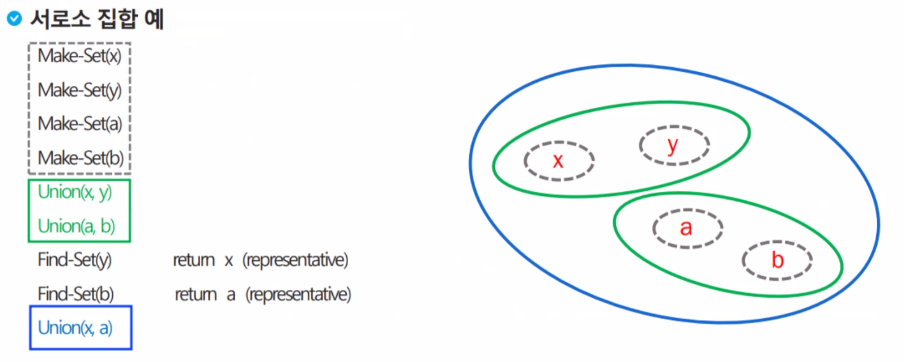 서로소 집합 예
Make-Set(x)
Make-Set(y)
Make-Set(a)
Make-Set(b)
Union(x, y)
Union(a, b)
Find-Set(y) return x (representative)
Find-Set(b) return a (representative)
Union(x, a)
x
y
a
b